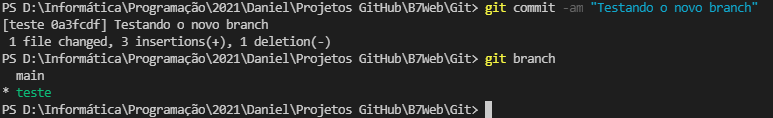 PS D:\Informática\Programação\2021\Daniel\Projetos GitHub\B7Web\Git> git commit -am "Testando o novo branch"
[teste 0a3fcdf] Testando o novo branch
 1 file changed, 3 insertions(+), 1 deletion(-)
PS D:\Informática\Programação\2021\Daniel\Projetos GitHub\B7Web\Git> git branch
  main
* teste
PS D:\Informática\Programação\2021\Daniel\Projetos GitHub\B7Web\Git>